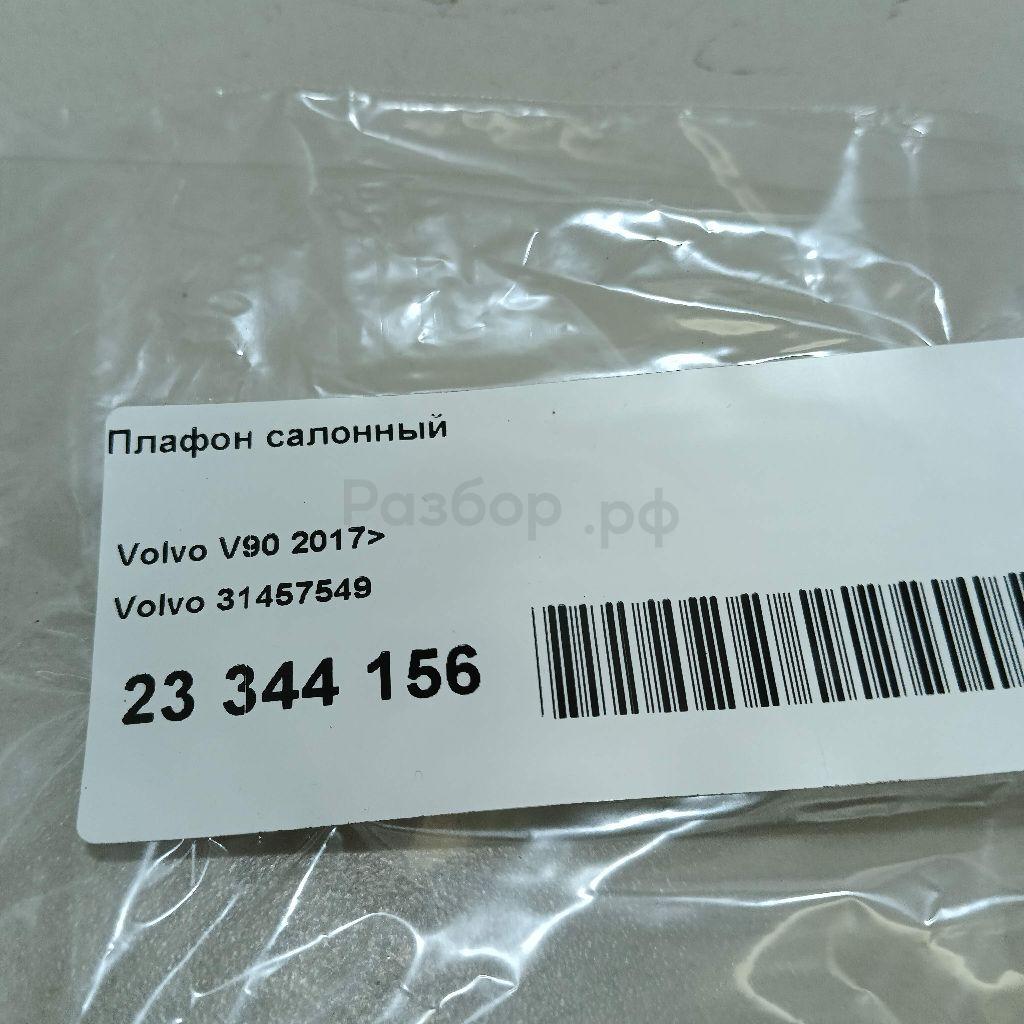 Плафон салонный
Разбор.рф
Volvo V90 2017>
Volvo 31457549
23 344 156